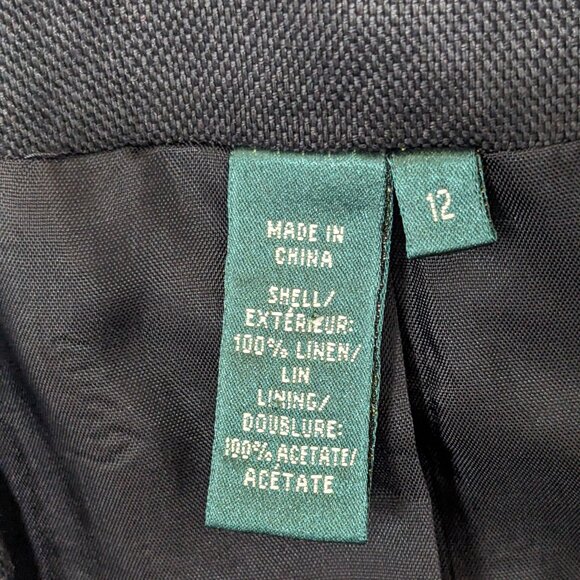 MADE IN
CHINA
SHELL/
EXTÉRIEUR:
100% LINEN/
LIN
LINING/
DOUBLURE:
100% ACETATE/
ACÉTATE
12